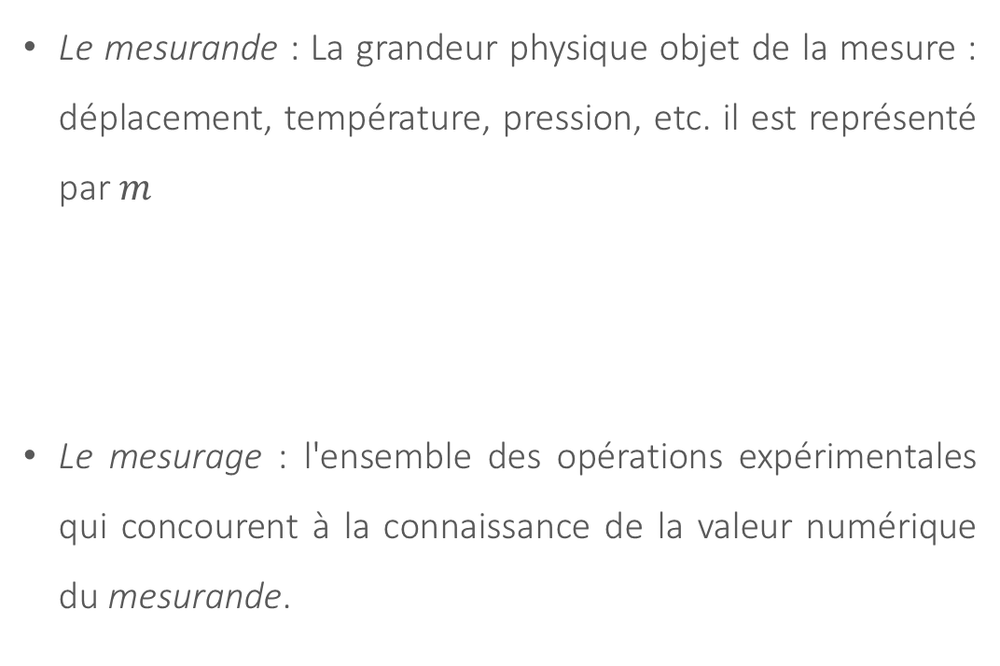 • Le mesurande : La grandeur physique objet de la mesure :
déplacement, température, pression, etc. il est représenté
par m
• Le mesurage : l'ensemble des opérations expérimentales
qui concourent à la connaissance de la valeur numérique
du mesurande.